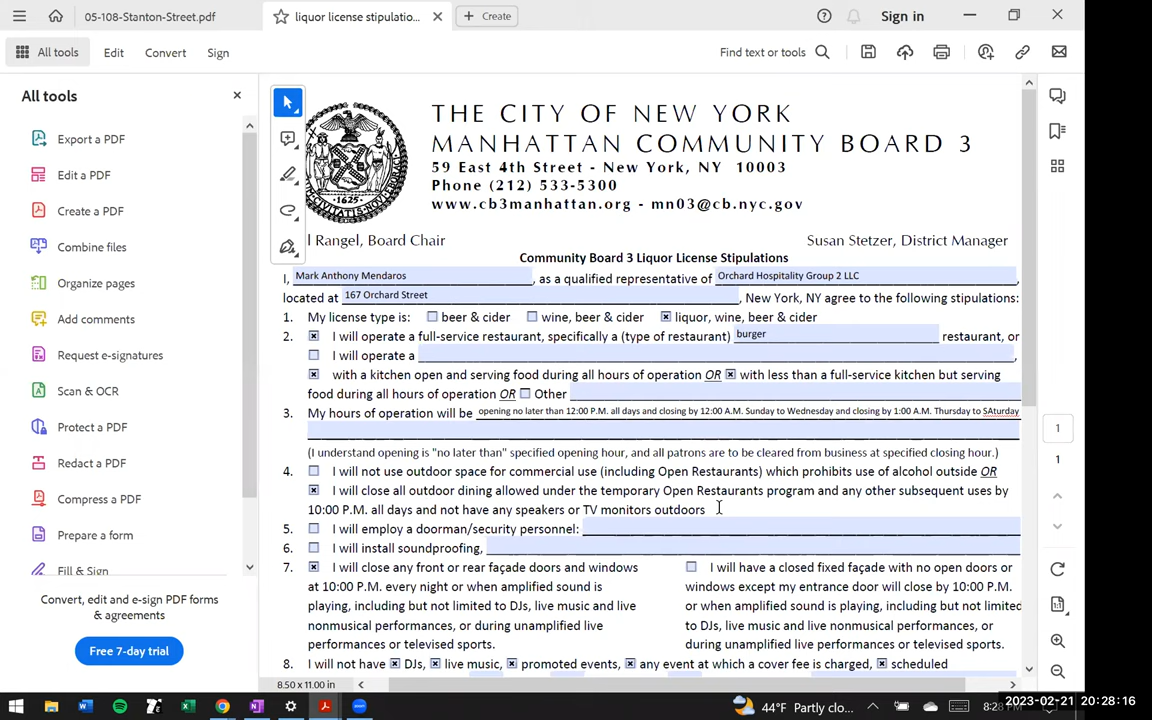 05-108-Stanton-Street.pdf
liquor license stipulatio...
Create
Sign in
All tools
Edit
Convert
Sign
Find text or tools
All tools
Export a PDF
Edit a PDF
Create a PDF
Combine files
Organize pages
Add comments
Request e-signatures
Scan & OCR
Protect a PDF
Redact a PDF
Compress a PDF
Prepare a form
Fill & Sign
Convert, edit and e-sign PDF forms
& agreements
Free 7-day trial
1625
THE CITY OF NEW YORK
MANHATTAN COMMUNITY BOARD 3
59 East 4th Street - New York, NY 10003
Phone (212) 533-5300
www.cb3manhattan.org - mn03@cb.nyc.gov
l Rangel, Board Chair Susan Stetzer, District Manager
Community Board 3 Liquor License Stipulations
I, Mark Anthony Mendaros , as a qualified representative of Orchard Hospitality Group 2 LLC ,
located at 167 Orchard Street , New York, NY agree to the following stipulations:
1. My license type is: beer & cider wine, beer & cider liquor, wine, beer & cider
2. I will operate a full-service restaurant, specifically a (type of restaurant) burger restaurant, or
I will operate a ,
with a kitchen open and serving food during all hours of operation OR with less than a full-service kitchen but serving
food during all hours of operation OR Other
3. My hours of operation will be opening no later than 12:00 P.M. all days and closing by 12:00 A.M. Sunday to Wednesday and closing by 1:00 A.M. Thursday to SAturday
(I understand opening is "no later than" specified opening hour, and all patrons are to be cleared from business at specified closing hour.)
4. I will not use outdoor space for commercial use (including Open Restaurants) which prohibits use of alcohol outside OR
I will close all outdoor dining allowed under the temporary Open Restaurants program and any other subsequent uses by
10:00 P.M. all days and not have any speakers or TV monitors outdoors
5. I will employ a doorman/security personnel:
6. I will install soundproofing,
7. I will close any front or rear façade doors and windows
at 10:00 P.M. every night or when amplified sound is
playing, including but not limited to DJs, live music and live
nonmusical performances, or during unamplified live
performances or televised sports.
I will have a closed fixed façade with no open doors or
windows except my entrance door will close by 10:00 P.M.
or when amplified sound is playing, including but not limited
to DJs, live music and live nonmusical performances, or
during unamplified live performances or televised sports.
8. I will not have DJs, live music, promoted events, any event at which a cover fee is charged, scheduled
8.50 x 11.00 in
1
1
44°F Partly clo...
2023-02-21 20:28:16